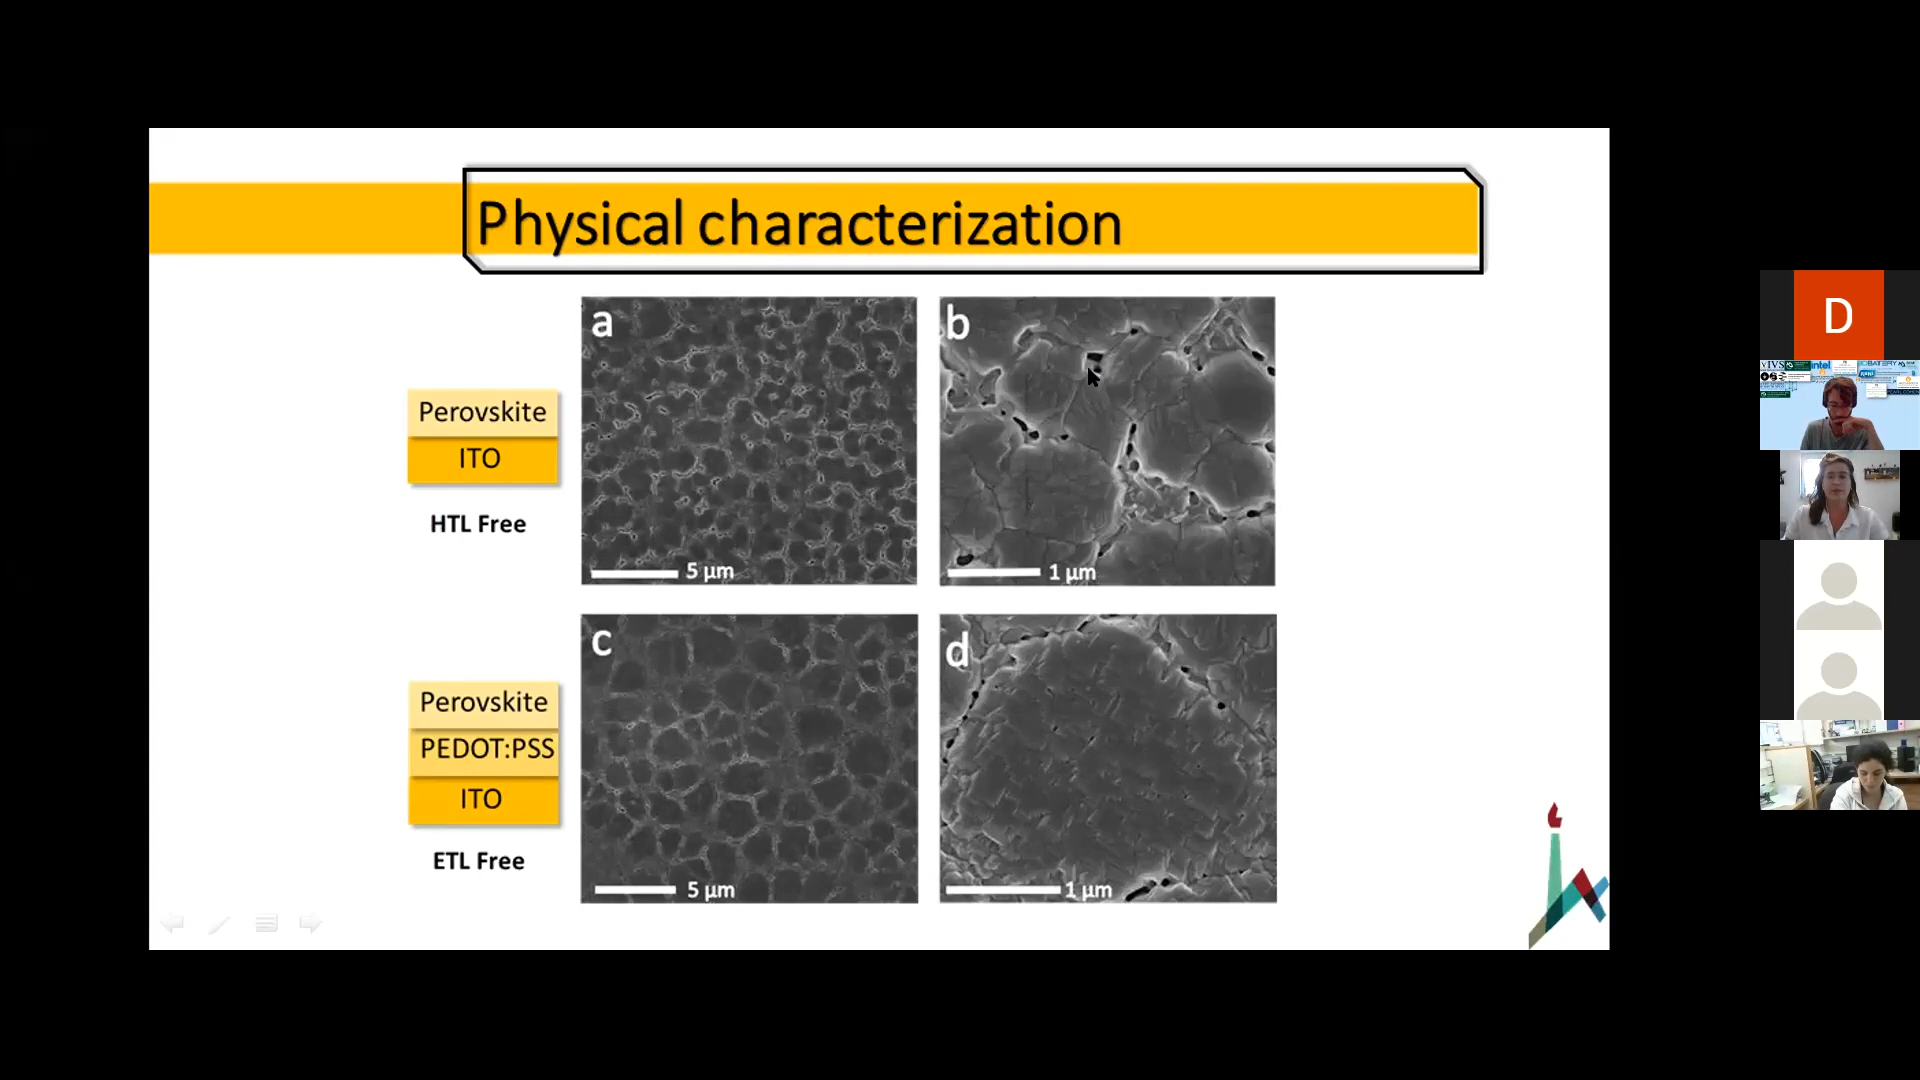 Physical characterization
a
b
Perovskite
ITO
HTL Free
5 µm
1 µm
c
d
Perovskite
PEDOT:PSS
ITO
ETL Free
5 µm
1 µm
D
intel